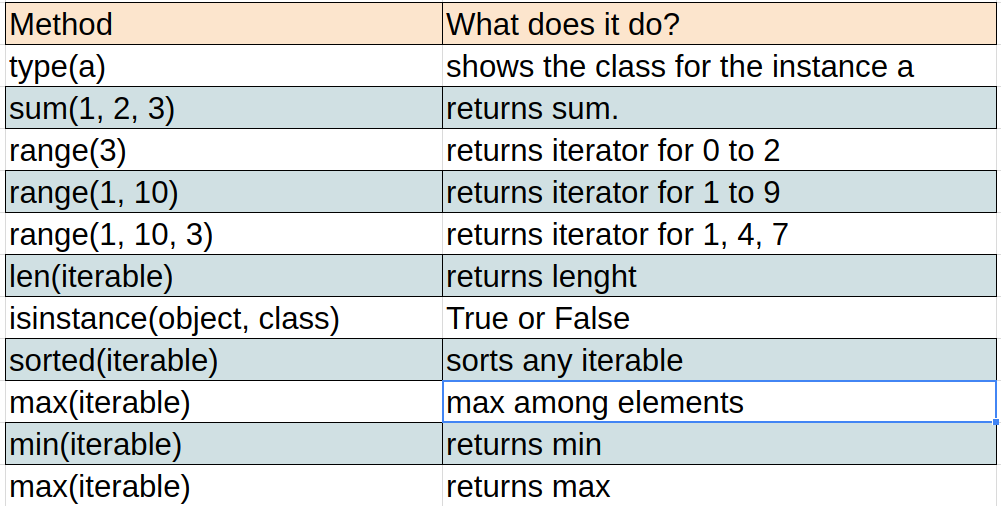 Method What does it do?
type(a) shows the class for the instance a
sum(1, 2, 3) returns sum.
range(3) returns iterator for 0 to 2
range(1, 10) returns iterator for 1 to 9
range(1, 10, 3) returns iterator for 1, 4, 7
len(iterable) returns lenght
isinstance(object, class) True or False
sorted(iterable) sorts any iterable
max(iterable) max among elements
min(iterable) returns min
max(iterable) returns max